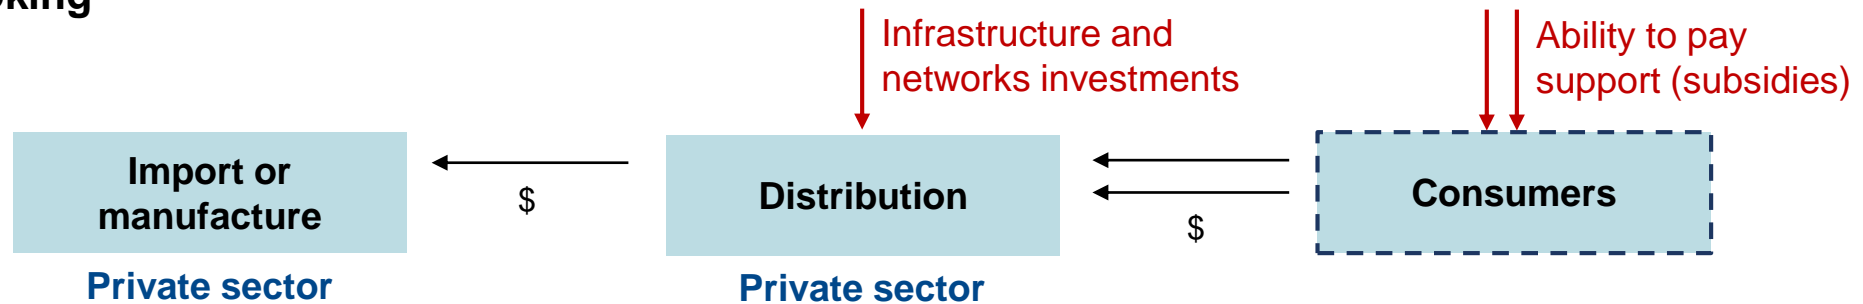 Infrastructure and
networks investments
Ability to pay
support (subsidies)
Import or
manufacture
$
Distribution
$
Consumers
Private sector
Private sector